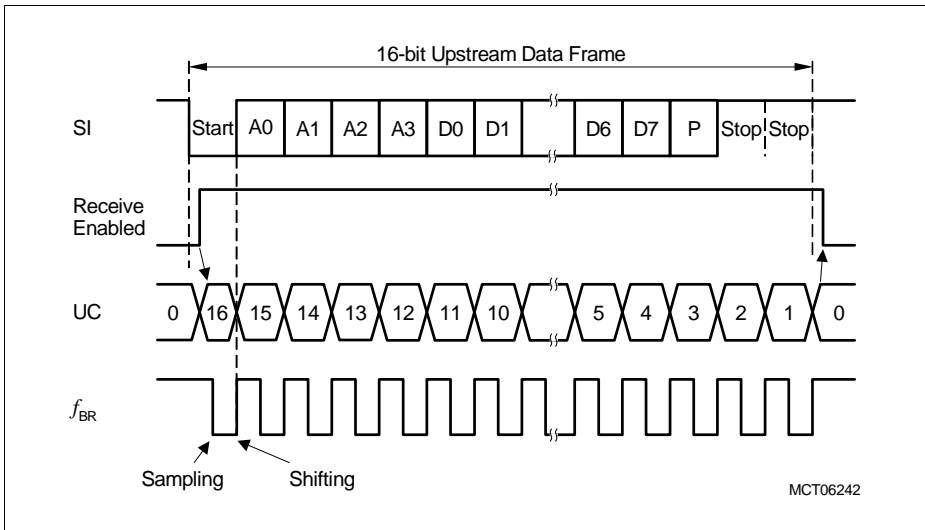 16-bit Upstream Data Frame
SI Start A0 A1 A2 A3 D0 D1 D6 D7 P Stop Stop
Receive
Enabled
UC 0 16 15 14 13 12 11 10 5 4 3 2 1 0
fBR
Sampling Shifting
MCT06242